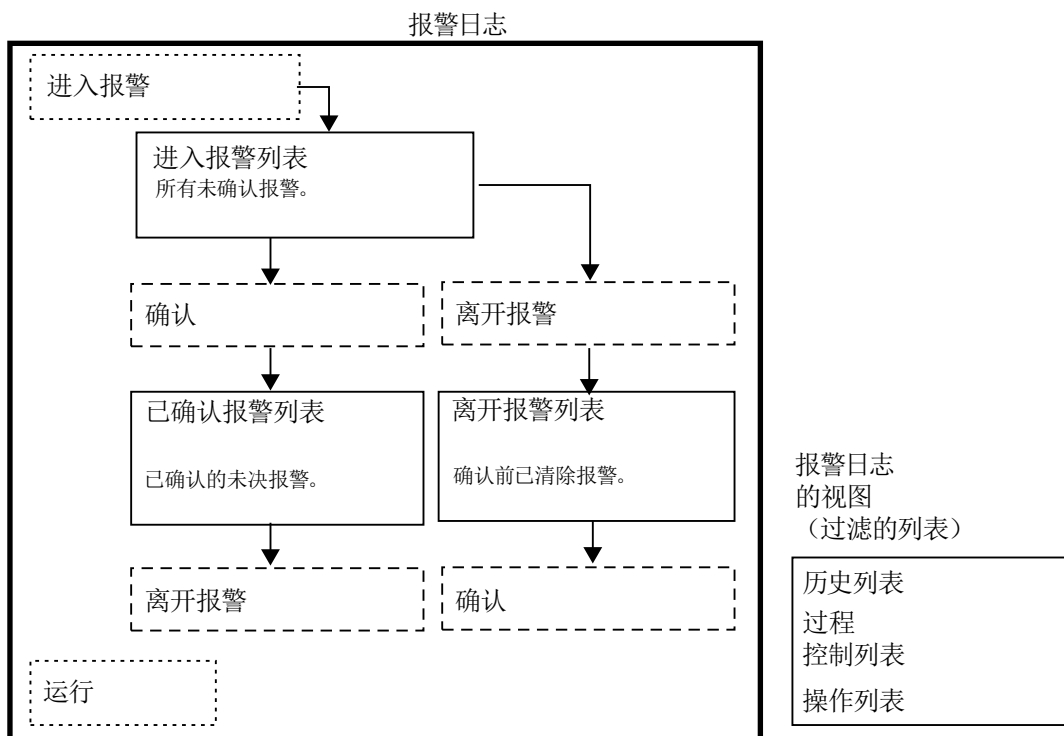 报警日志
进入报警
进入报警列表
所有未确认报警。
确认
离开报警
已确认报警列表
已确认的未决报警。
离开报警列表
确认前已清除报警。
离开报警
确认
运行
报警日志
的视图
（过滤的列表）
历史列表
过程
控制列表
操作列表